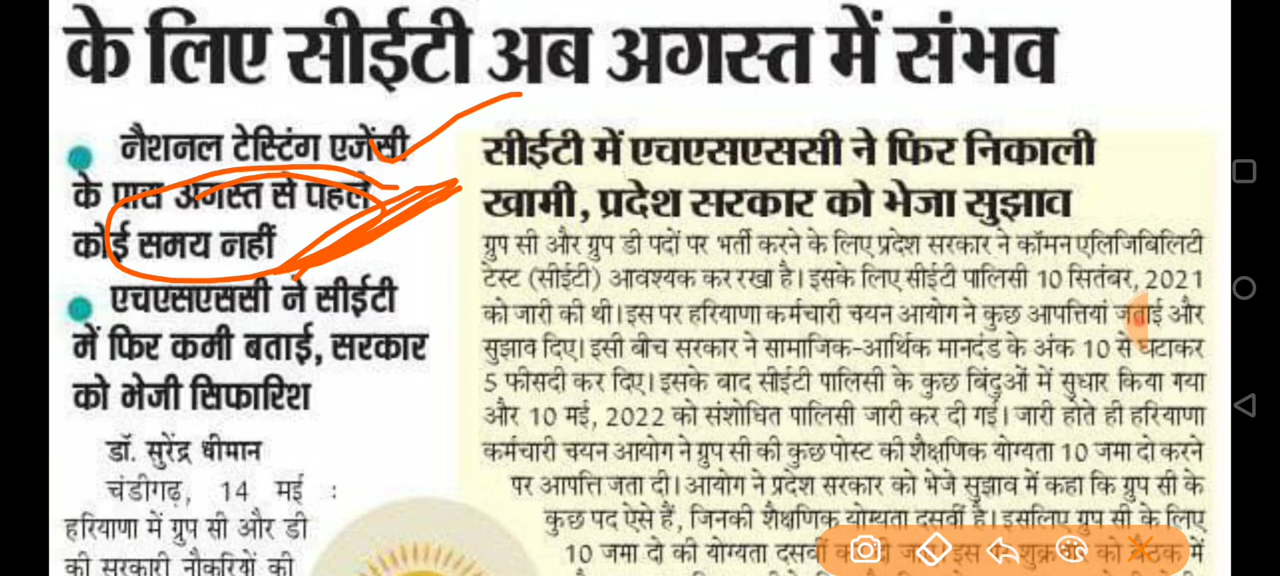 के लिए सीईटी अब अगस्त में संभव
नैशनल टेस्टिंग एजेंसी
के पास अगस्त से पहले
कोई समय नहीं
एचएसएससी ने सीईटी
में फिर कमी बताई, सरकार
को भेजी सिफारिश
डॉ. सुरेंद्र धीमान
चंडीगढ़, 14 मई :
हरियाणा में ग्रुप सी और डी
की सरकारी नौकरियों की
सीईटी में एचएसएससी ने फिर निकाली
खामी, प्रदेश सरकार को भेजा सुझाव
ग्रुप सी और ग्रुप डी पदों पर भर्ती करने के लिए प्रदेश सरकार ने कॉमन एलिजिबिलिटी
टेस्ट (सीईटी) आवश्यक कर रखा है। इसके लिए सीईटी पालिसी 10 सितंबर, 2021
को जारी की थी। इस पर हरियाणा कर्मचारी चयन आयोग ने कुछ आपत्तियां जताई और
सुझाव दिए। इसी बीच सरकार ने सामाजिक-आर्थिक मानदंड के अंक 10 से घटाकर
5 फीसदी कर दिए। इसके बाद सीईटी पालिसी के कुछ बिंदुओं में सुधार किया गया
और 10 मई, 2022 को संशोधित पालिसी जारी कर दी गई। जारी होते ही हरियाणा
कर्मचारी चयन आयोग ने ग्रुप सी की कुछ पोस्ट की शैक्षणिक योग्यता 10 जमा दो करने
पर आपत्ति जता दी। आयोग ने प्रदेश सरकार को भेजे सुझाव में कहा कि ग्रुप सी के
कुछ पद ऐसे हैं, जिनकी शैक्षणिक योग्यता दसवीं है। इसलिए ग्रुप सी के लिए
10 जमा दो की योग्यता दसवीं को बैठक में